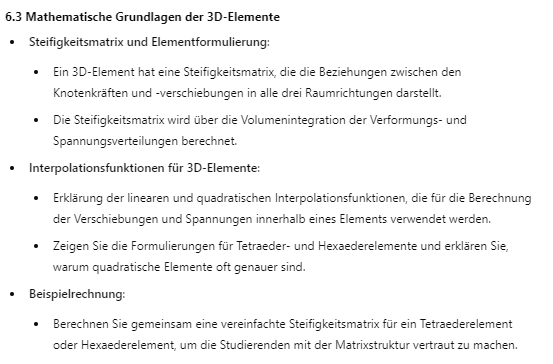 6.3 Mathematische Grundlagen der 3D-Elemente
• Steifigkeitsmatrix und Elementformulierung:
• Ein 3D-Element hat eine Steifigkeitsmatrix, die die Beziehungen zwischen den
Knotenkräften und -verschiebungen in alle drei Raumrichtungen darstellt.
• Die Steifigkeitsmatrix wird über die Volumenintegration der Verformungs- und
Spannungsverteilungen berechnet.
• Interpolationsfunktionen für 3D-Elemente:
• Erklärung der linearen und quadratischen Interpolationsfunktionen, die für die Berechnung
der Verschiebungen und Spannungen innerhalb eines Elements verwendet werden.
• Zeigen Sie die Formulierungen für Tetraeder- und Hexaederelemente und erklären Sie,
warum quadratische Elemente oft genauer sind.
• Beispielrechnung:
• Berechnen Sie gemeinsam eine vereinfachte Steifigkeitsmatrix für ein Tetraederelement
oder Hexaederelement, um die Studierenden mit der Matrixstruktur vertraut zu machen.